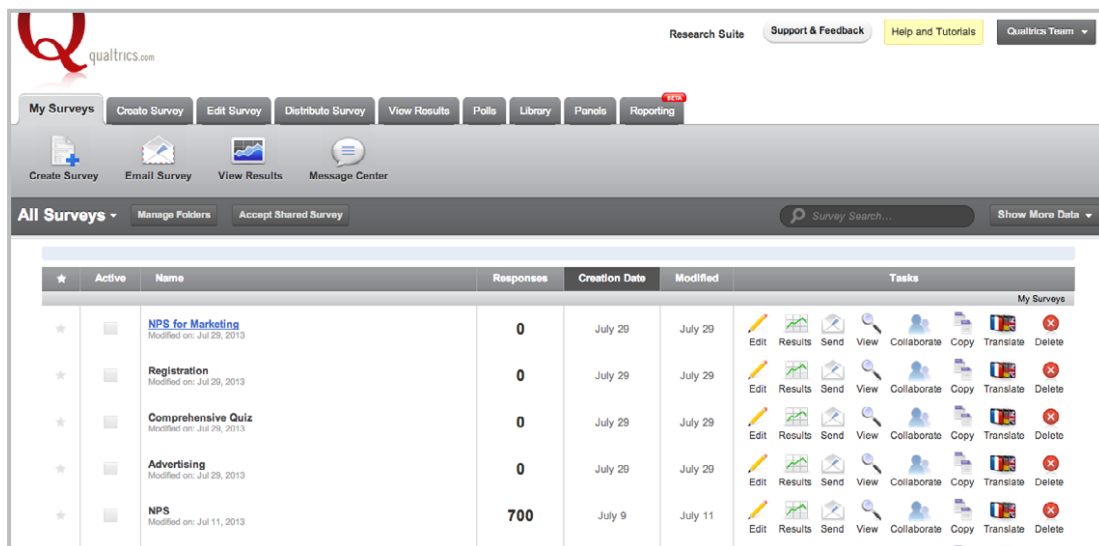 Research Suite Support & Feedback Help and Tutorials Qualtrics Team
qualtrics.com
BETA
My Surveys Create Survey Edit Survey Distribute Survey View Results Polls Library Panels Reporting
Create Survey Email Survey View Results Message Center
All Surveys Manage Folders Accept Shared Survey Survey Search... Show More Data
Active Name Responses Creation Date Modified Tasks
My Surveys
NPS for Marketing 0 July 29 July 29
Modified on: Jul 29, 2013
Edit Results Send View Collaborate Copy Translate Delete
Registration 0 July 29 July 29
Modified on: Jul 29, 2013
Edit Results Send View Collaborate Copy Translate Delete
Comprehensive Quiz 0 July 29 July 29
Modified on: Jul 29, 2013
Edit Results Send View Collaborate Copy Translate Delete
Advertising 0 July 29 July 29
Modified on: Jul 29, 2013
Edit Results Send View Collaborate Copy Translate Delete
NPS 700 July 9 July 11
Modified on: Jul 11, 2013
Edit Results Send View Collaborate Copy Translate Delete